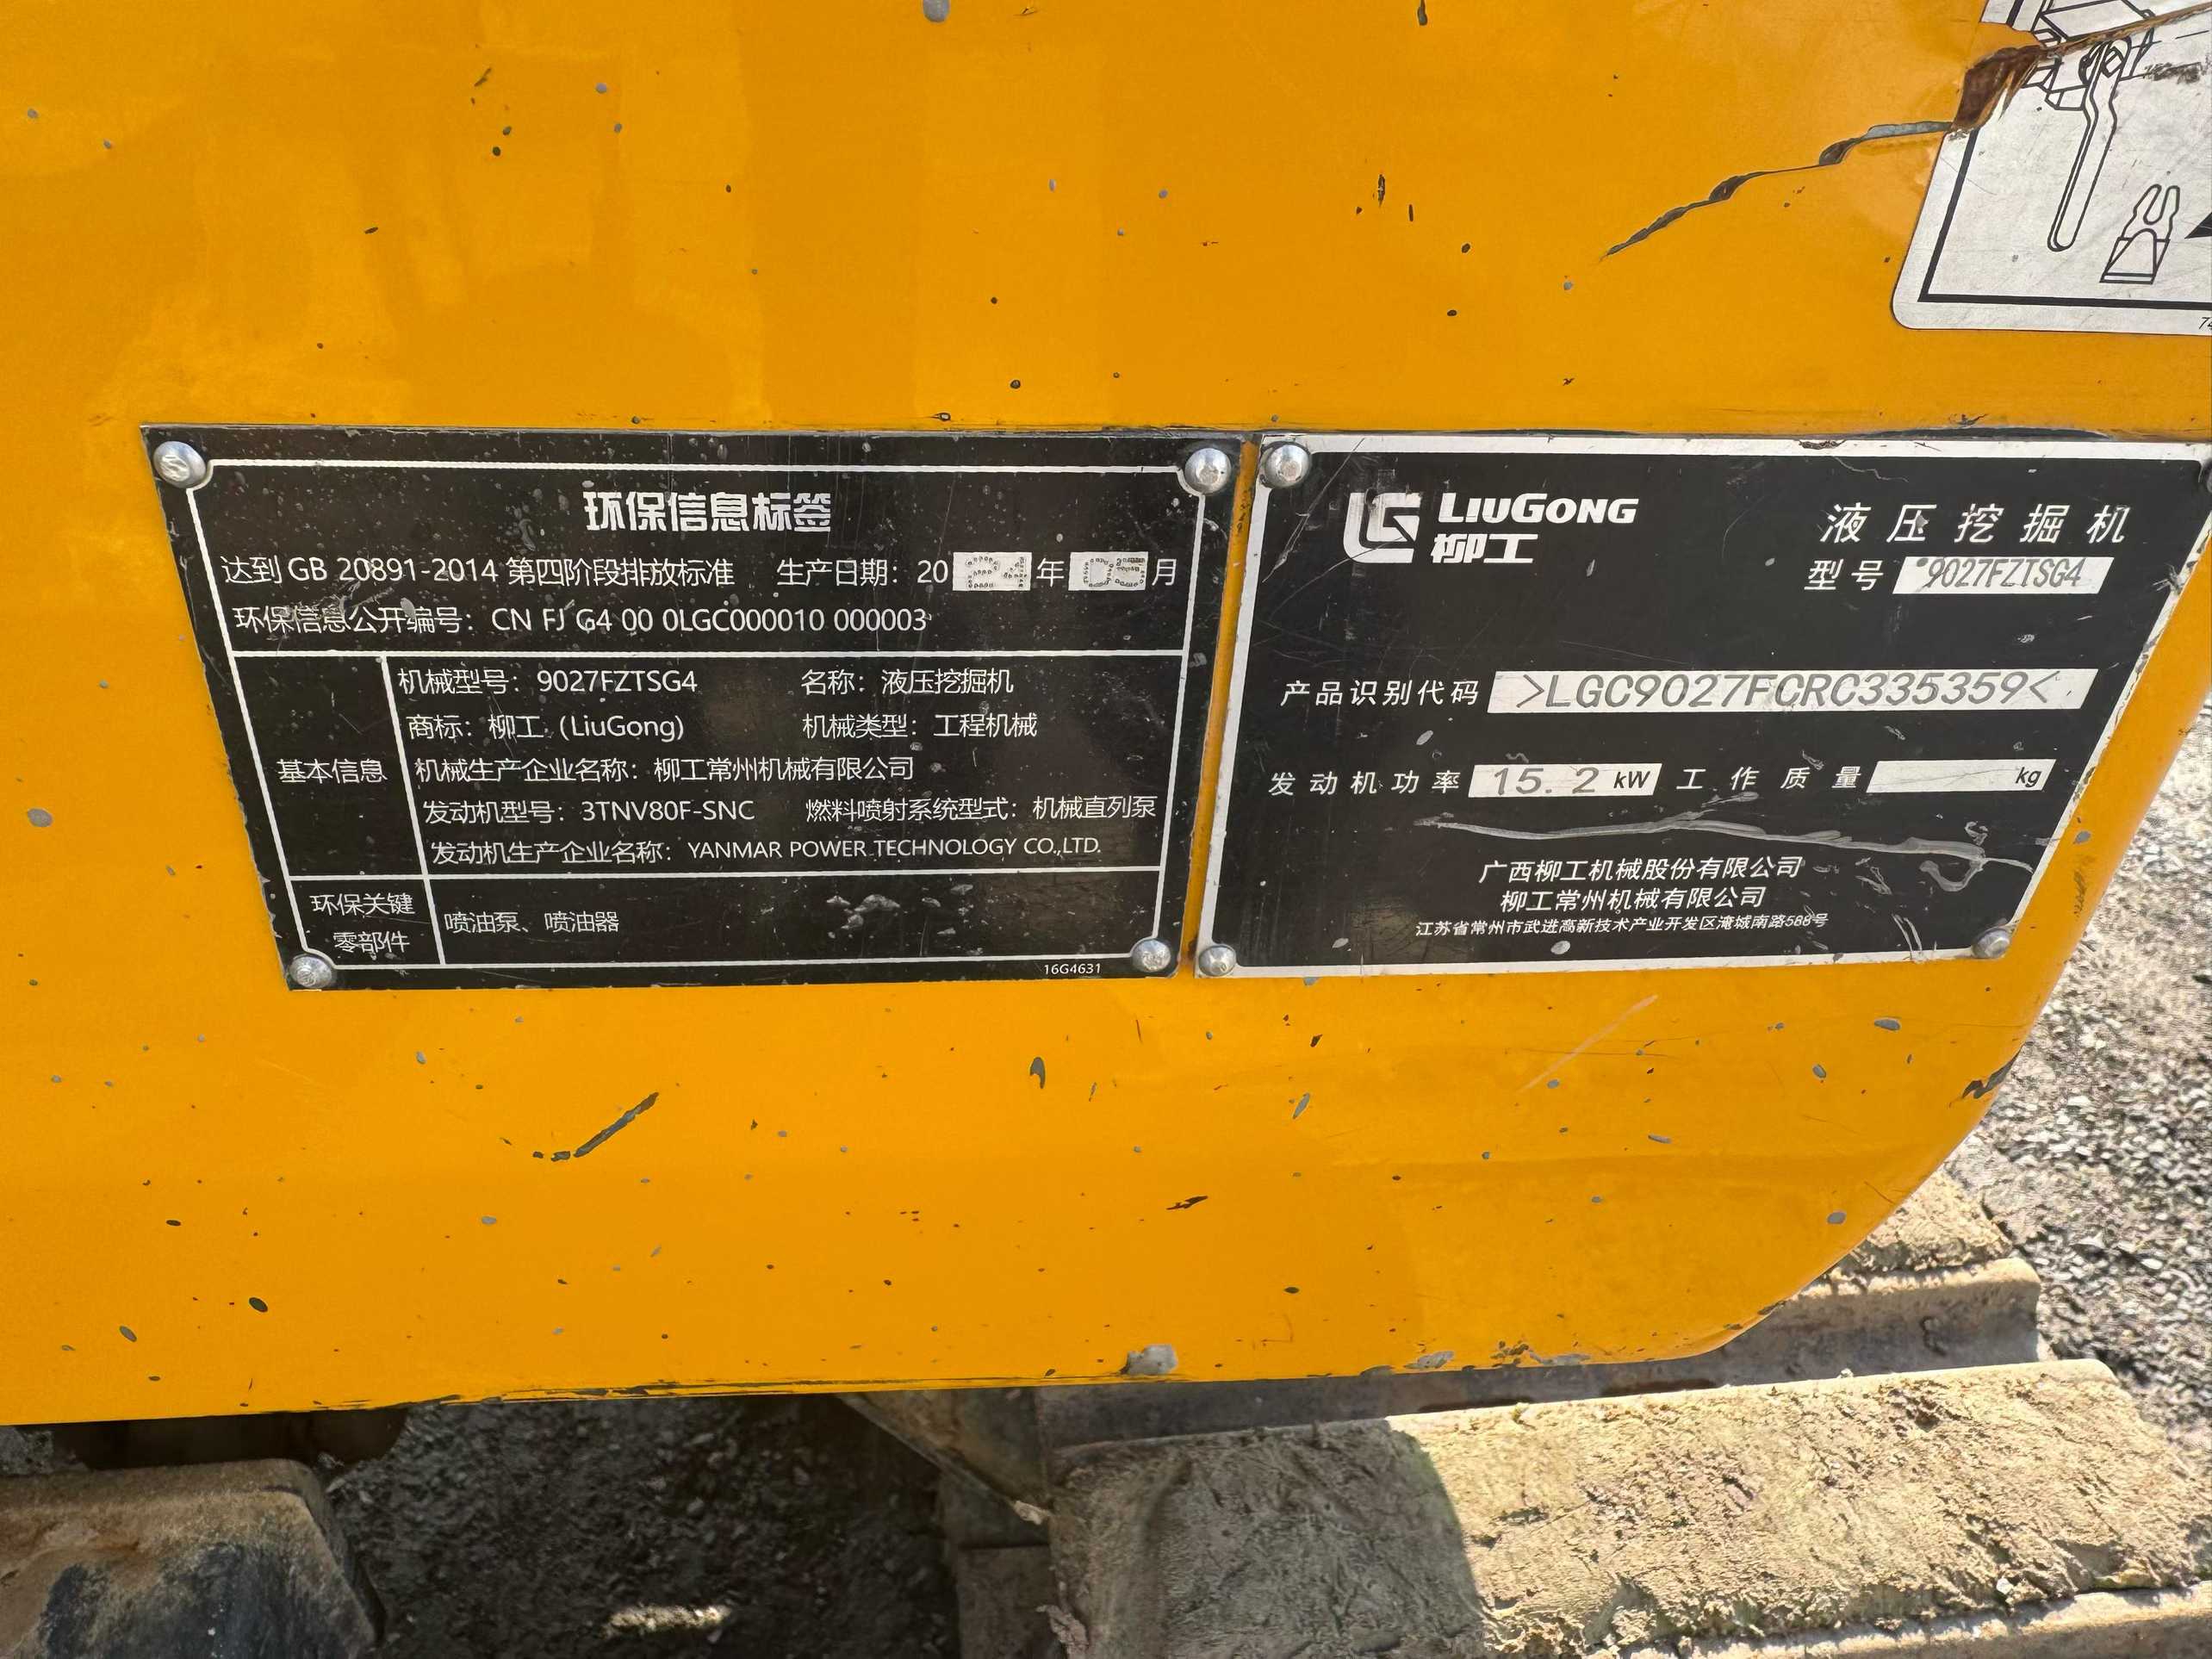 环保信息标签
达到 GB 20891-2014 第四阶段排放标准 生产日期：20 年 月
环保信息公开编号：CN FJ G4 00 0LGC000010 000003
基本信息
机械型号：9027FZTSG4 名称：液压挖掘机
商标：柳工（LiuGong） 机械类型：工程机械
机械生产企业名称：柳工常州机械有限公司
发动机型号：3TNV80F-SNC 燃料喷射系统型式：机械直列泵
发动机生产企业名称：YANMAR POWER TECHNOLOGY CO.,LTD.
环保关键
零部件
喷油泵、喷油器
16G4631
LIUGONG
柳工
液压挖掘机
型号 9027FZTSG4
产品识别代码 >LGC9027FCRC335359<
发动机功率 15.2 kW 工作质量 kg
广西柳工机械股份有限公司
柳工常州机械有限公司
江苏省常州市武进高新技术产业开发区淹城南路588号